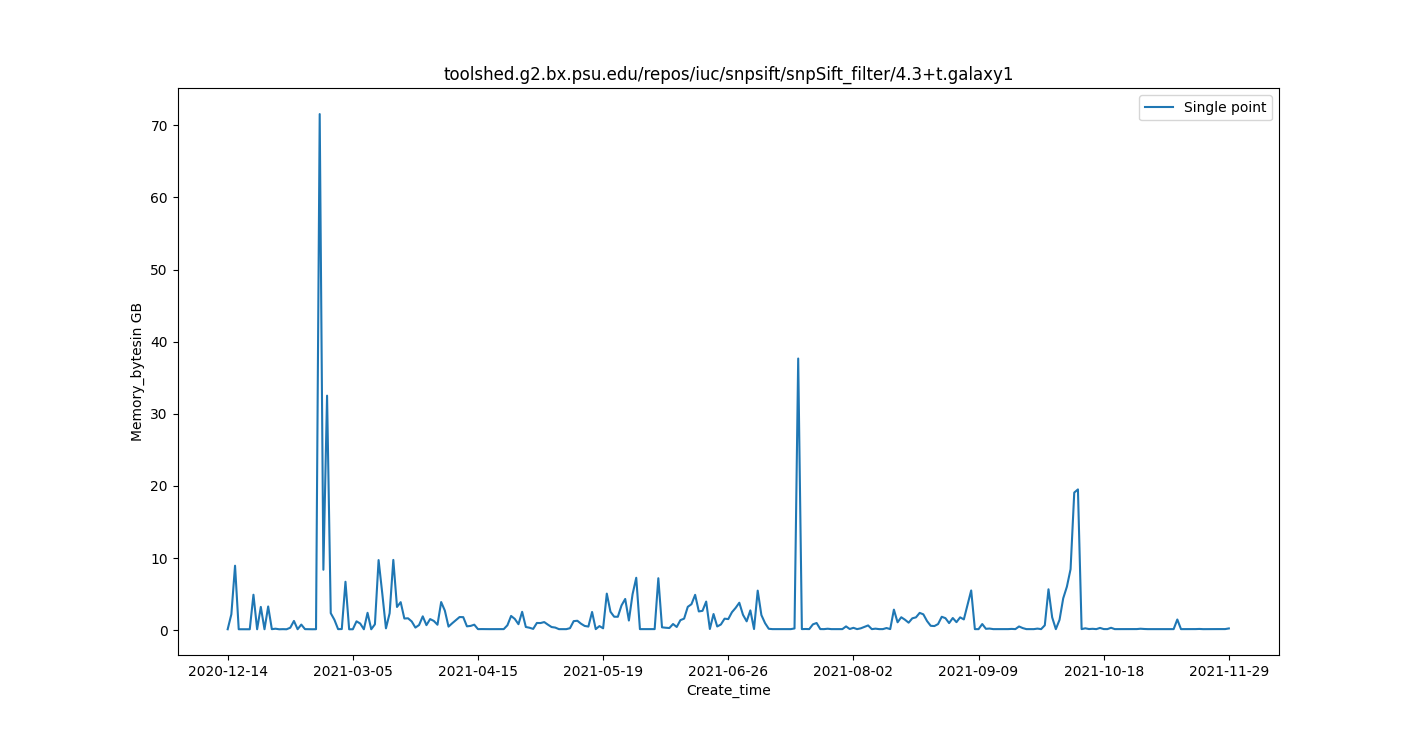 toolshed.g2.bx.psu.edu/repos/iuc/snpsift/snpSift_filter/4.3+t.galaxy1
Single point
70
60
50
40
30
20
10
0
Memory_bytesin GB
2020-12-14 2021-03-05 2021-04-15 2021-05-19 2021-06-26 2021-08-02 2021-09-09 2021-10-18 2021-11-29
Create_time